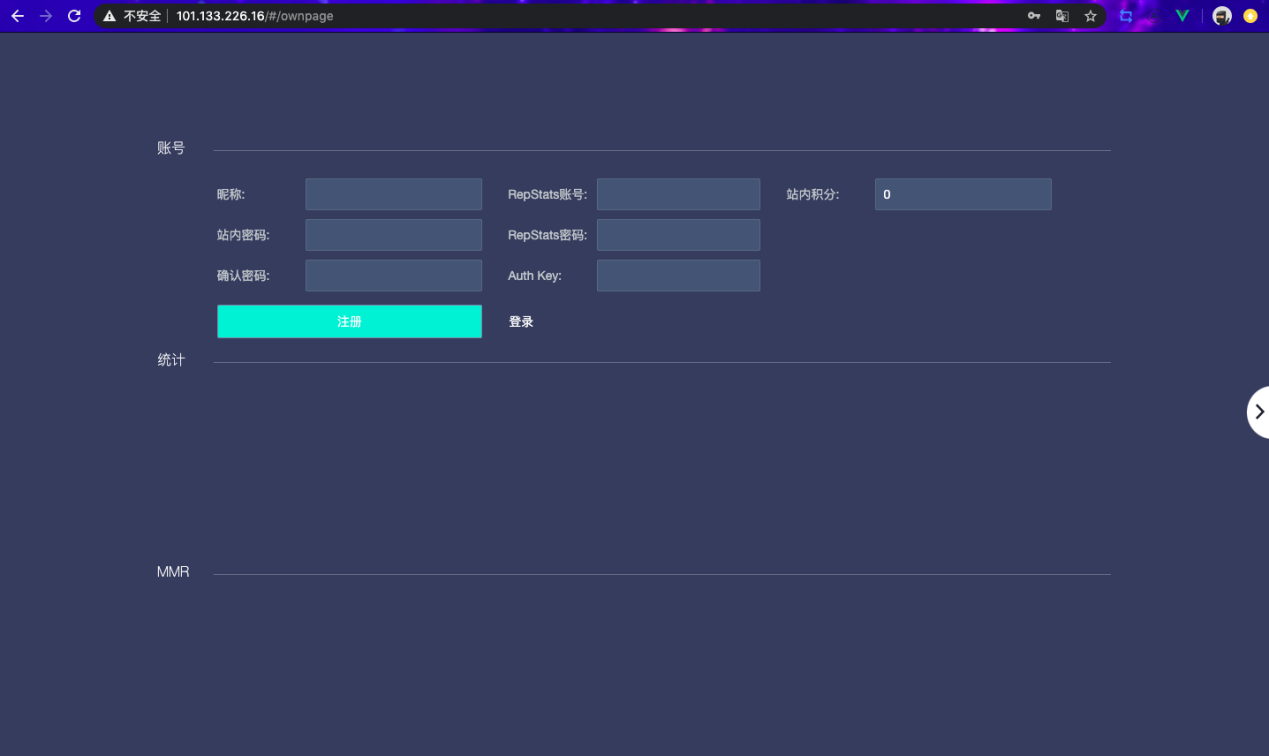 不安全 101.133.226.16/#/ownpage
账号
昵称: RepStats账号: 站内积分: 0
站内密码: RepStats密码:
确认密码: Auth Key:
注册 登录
统计
MMR